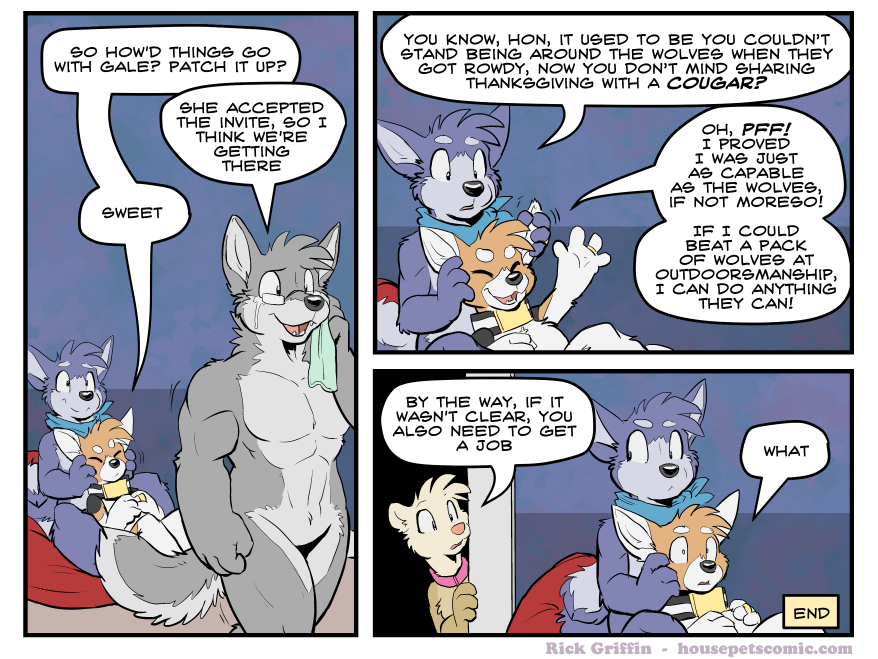 SO HOW'D THINGS GO
WITH GALE? PATCH IT UP?
SHE ACCEPTED
THE INVITE, SO I
THINK WE'RE
GETTING
THERE
SWEET
YOU KNOW, HON, IT USED TO BE YOU COULDN'T
STAND BEING AROUND THE WOLVES WHEN THEY
GOT ROWDY, NOW YOU DON'T MIND SHARING
THANKSGIVING WITH A COUGAR?
OH, PFF!
I PROVED
I WAS JUST
AS CAPABLE
AS THE WOLVES,
IF NOT MORESO!
IF I COULD
BEAT A PACK
OF WOLVES AT
OUTDOORSMANSHIP,
I CAN DO ANYTHING
THEY CAN!
BY THE WAY, IF IT
WASN'T CLEAR, YOU
ALSO NEED TO GET
A JOB
WHAT
END
Rick Griffin - housepetscomic.com